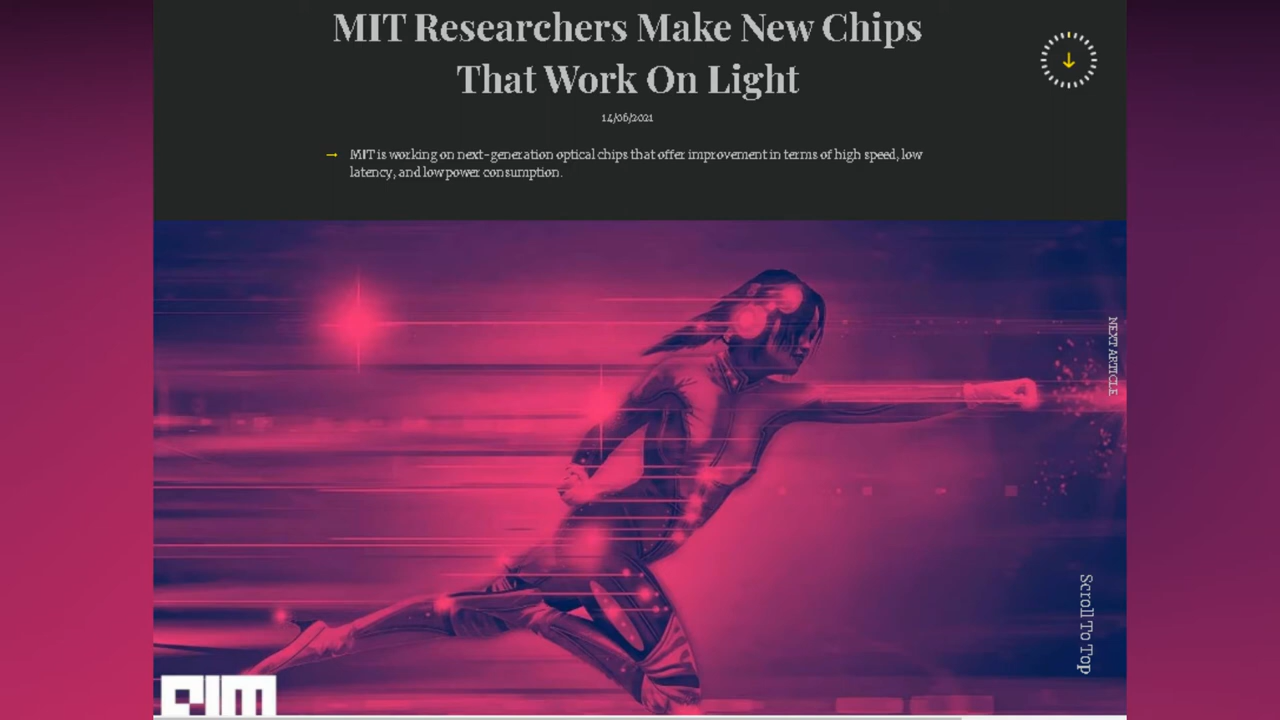 MIT Researchers Make New Chips
That Work On Light
14/06/2021
→ MIT is working on next-generation optical chips that offer improvement in terms of high speed, low
latency, and low power consumption.
NEXT ARTICLE
Scroll To Top
AIM